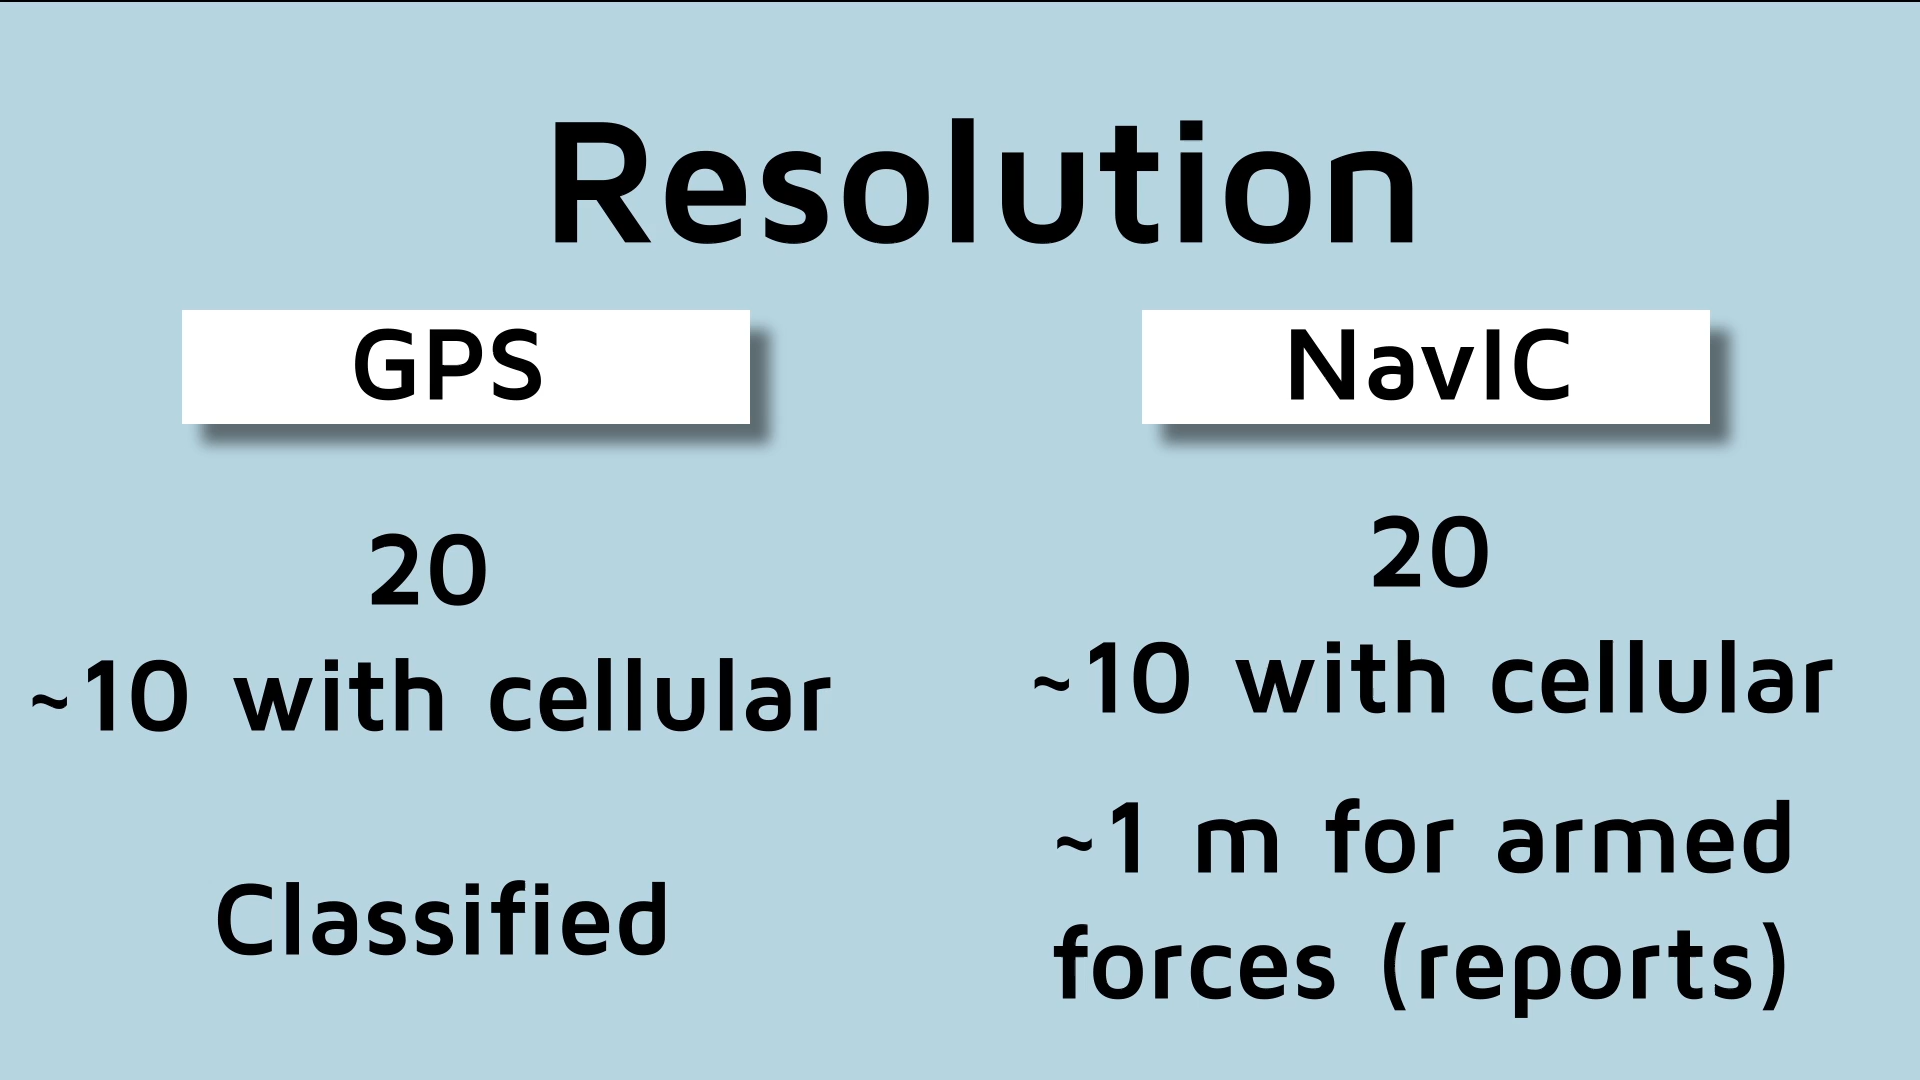 Resolution
GPS
20
~10 with cellular
Classified
NavIC
20
~10 with cellular
~1 m for armed
forces (reports)